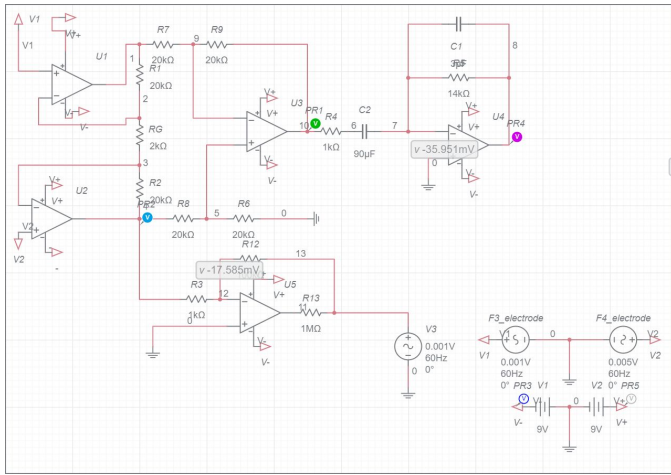 V1
V+
V1
V+
U1
V-
1
R1
20kΩ
2
RG
2kΩ
3
R2
20kΩ
R7
20kΩ
9
R9
20kΩ
V+
U3
V+
V-
V-
10
PR1
R4
1kΩ
6
C2
90µF
7
C1
8
14kΩ
V+
V+
U4
PR4
v -35.951mV
0
V-
V-
V+
U2
V+
V2
V2
-
PR2
R8
20kΩ
5
R6
20kΩ
0
R12
13
v -17.585mV
U5
V+
R3
1kΩ
12
0
11
R13
1MΩ
V-
V-
V3
0.001V
60Hz
0°
0
F3_electrode
V1
V1
0.001V
60Hz
0°
0
F4_electrode
V2
V2
0.005V
60Hz
0°
PR3
V1
V-
9V
0
V2
PR5
V+
V+
9V